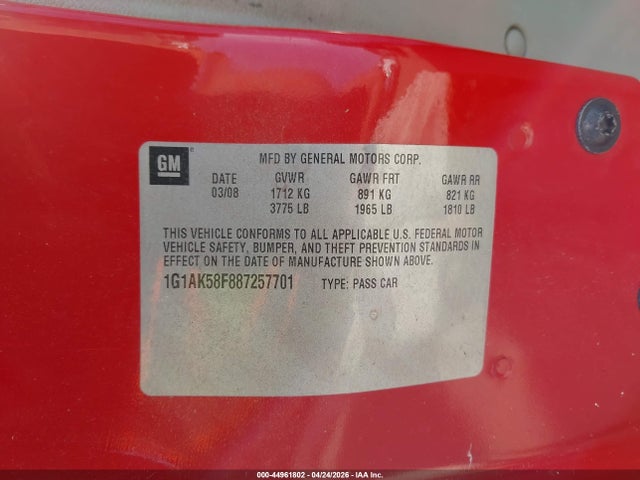 GM
MFD BY GENERAL MOTORS CORP.
DATE GVWR GAWR FRT GAWR RR
03/08 1712 KG 891 KG 821 KG
3775 LB 1965 LB 1810 LB
THIS VEHICLE CONFORMS TO ALL APPLICABLE U.S. FEDERAL MOTOR
VEHICLE SAFETY, BUMPER, AND THEFT PREVENTION STANDARDS IN
EFFECT ON THE DATE OF MANUFACTURE SHOWN ABOVE.
1G1AK58F887257701 TYPE: PASS CAR
000-44961802 - 04/24/2026 - IAA Inc.